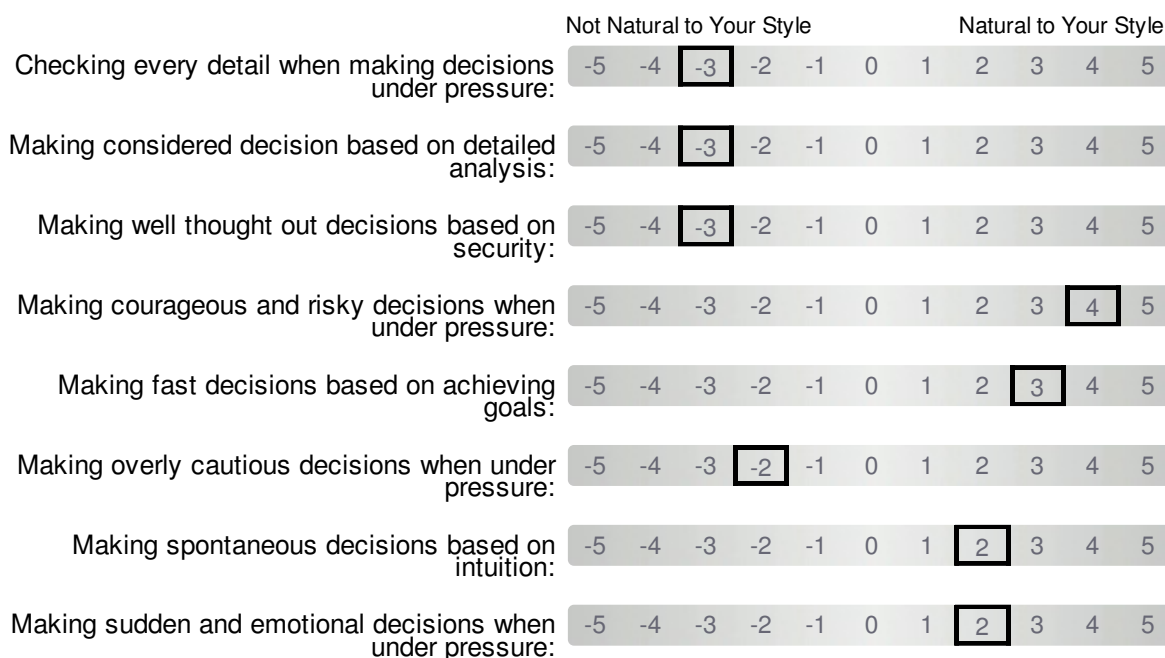 Not Natural to Your Style Natural to Your Style
Checking every detail when making decisions -5 -4 -3 -2 -1 0 1 2 3 4 5
under pressure:
Making considered decision based on detailed -5 -4 -3 -2 -1 0 1 2 3 4 5
analysis:
Making well thought out decisions based on -5 -4 -3 -2 -1 0 1 2 3 4 5
security:
Making courageous and risky decisions when -5 -4 -3 -2 -1 0 1 2 3 4 5
under pressure:
Making fast decisions based on achieving -5 -4 -3 -2 -1 0 1 2 3 4 5
goals:
Making overly cautious decisions when under -5 -4 -3 -2 -1 0 1 2 3 4 5
pressure:
Making spontaneous decisions based on -5 -4 -3 -2 -1 0 1 2 3 4 5
intuition:
Making sudden and emotional decisions when -5 -4 -3 -2 -1 0 1 2 3 4 5
under pressure: